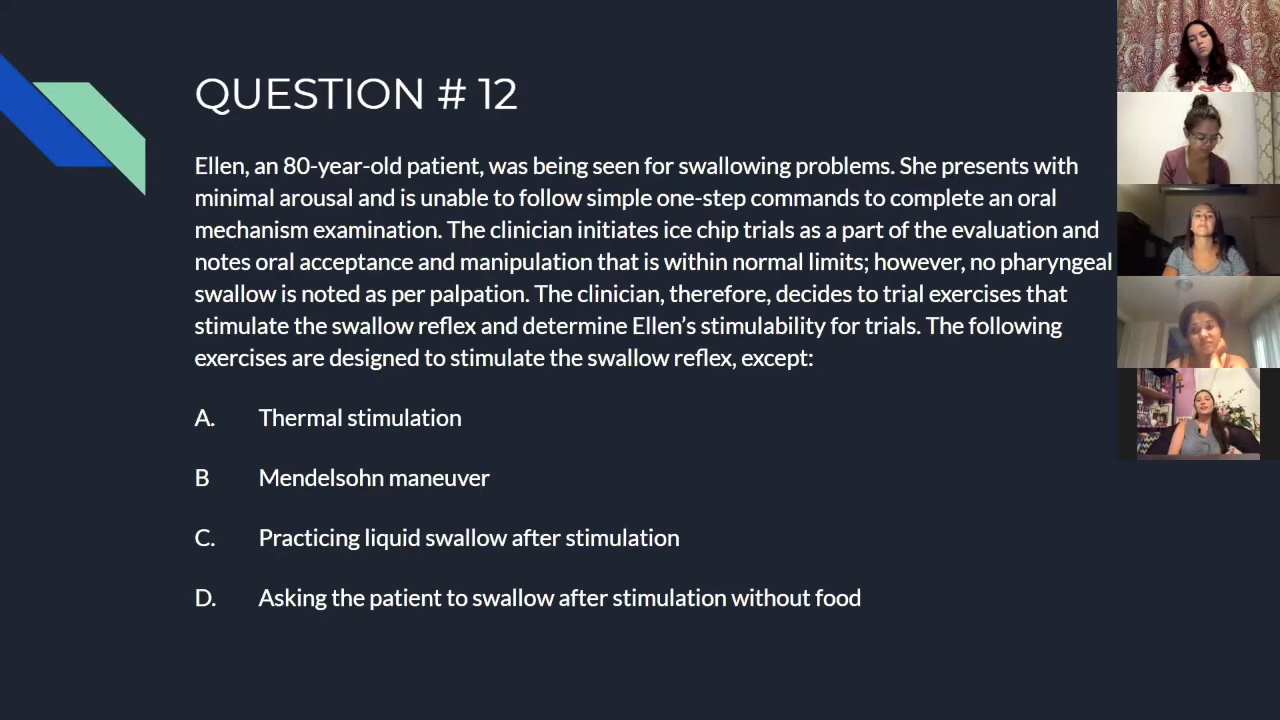 QUESTION # 12
Ellen, an 80-year-old patient, was being seen for swallowing problems. She presents with
minimal arousal and is unable to follow simple one-step commands to complete an oral
mechanism examination. The clinician initiates ice chip trials as a part of the evaluation and
notes oral acceptance and manipulation that is within normal limits; however, no pharyngeal
swallow is noted as per palpation. The clinician, therefore, decides to trial exercises that
stimulate the swallow reflex and determine Ellen’s stimulability for trials. The following
exercises are designed to stimulate the swallow reflex, except:
A. Thermal stimulation
B Mendelsohn maneuver
C. Practicing liquid swallow after stimulation
D. Asking the patient to swallow after stimulation without food